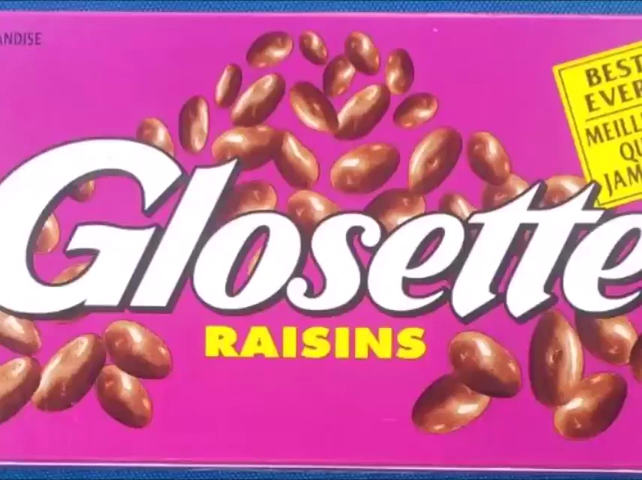 ANDISE
BEST
EVER
MEILL
QU
JAM
Glosette
RAISINS